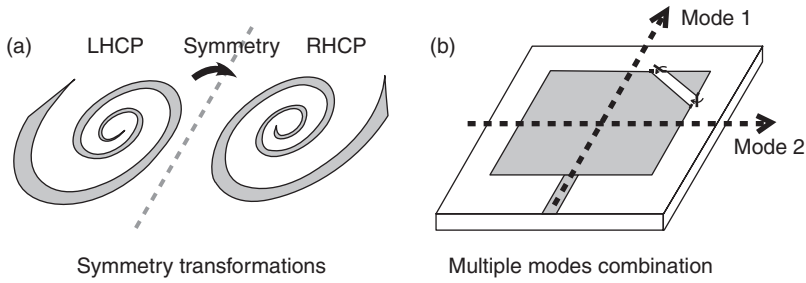 (a)
LHCP
Symmetry
RHCP
Symmetry transformations
(b)
Mode 1
Mode 2
Multiple modes combination